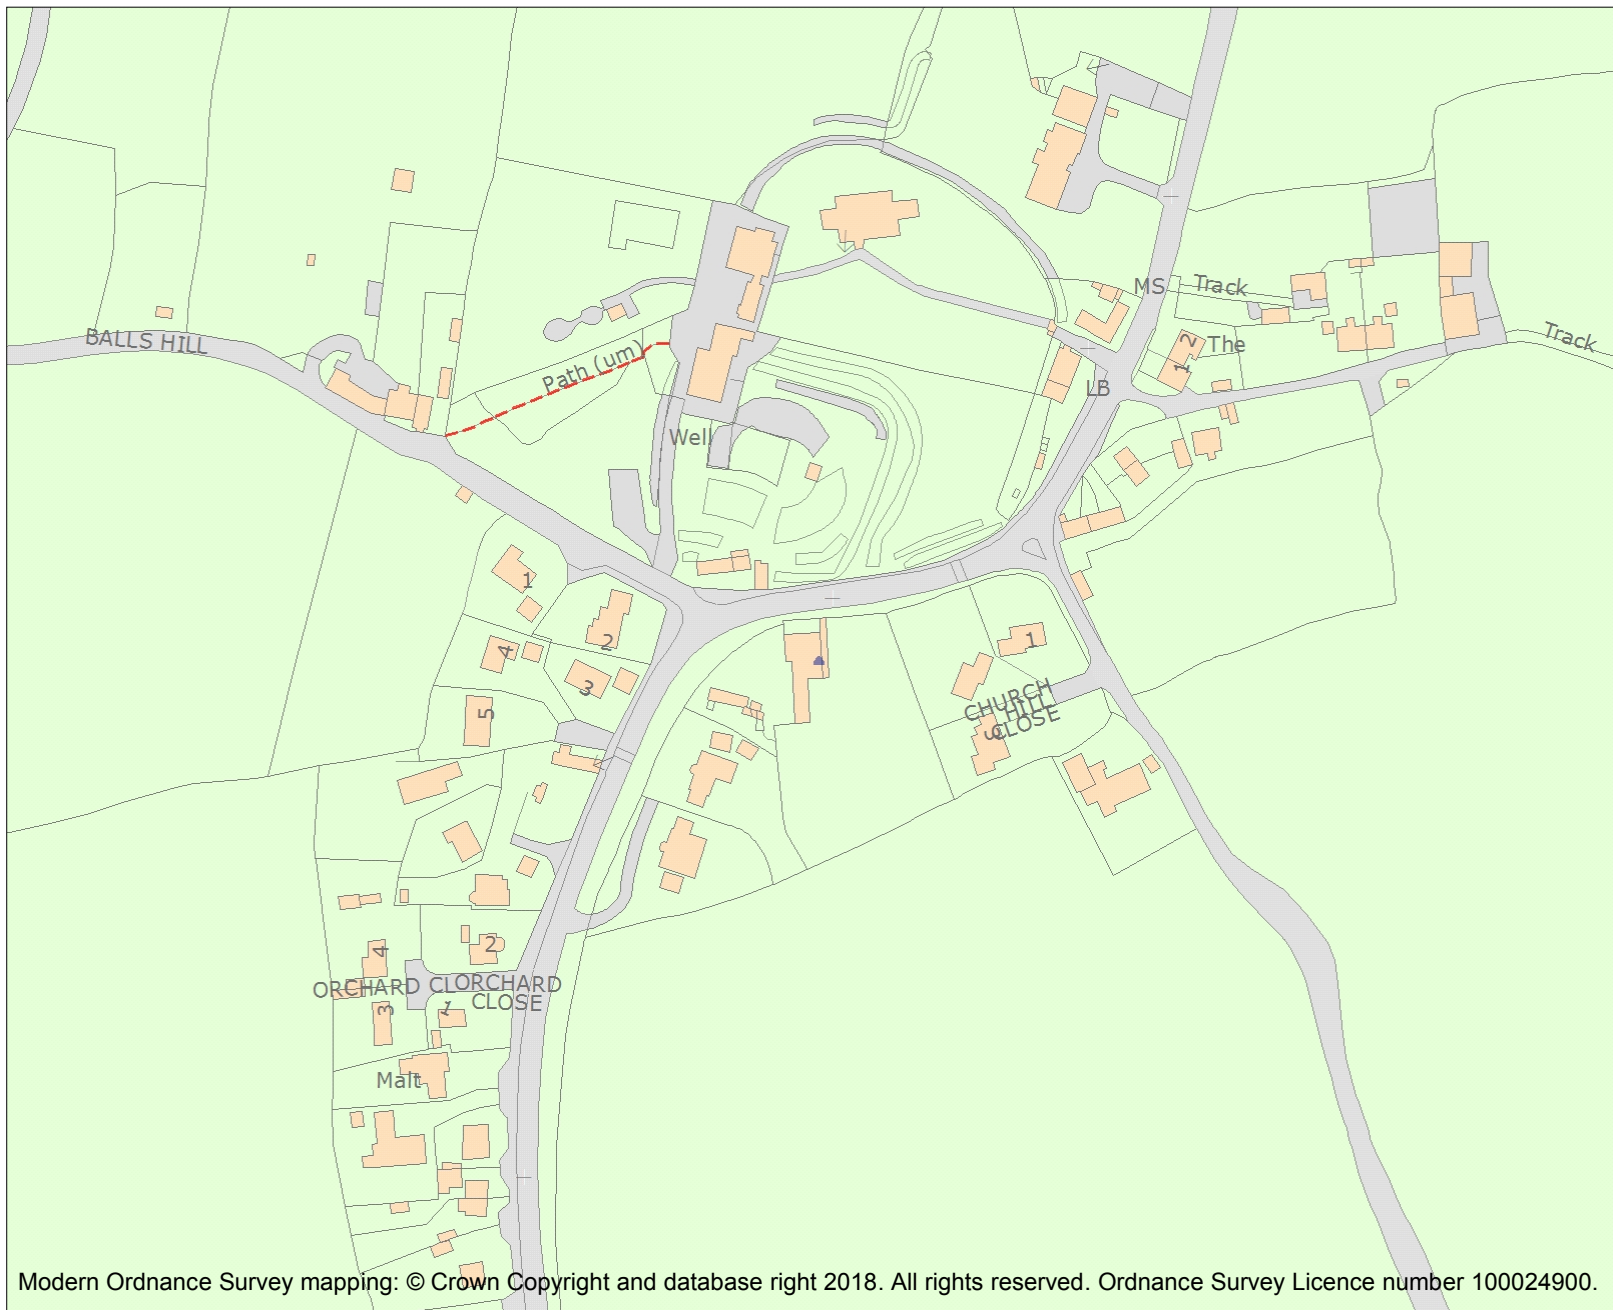 MS
Track
Track
BALLS HILL
The
2
1
Path (um)
LB
Well
1
2
4
3
5
1
CHURCH
HILL
CLOSE
3
4
2
ORCHARD CL
ORCHARD
CLOSE
3
1
Malt
Modern Ordnance Survey mapping: © Crown Copyright and database right 2018. All rights reserved. Ordnance Survey Licence number 100024900.